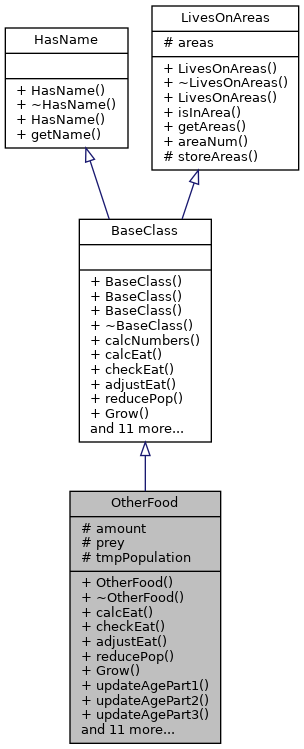 HasName
+ HasName()
+ ~HasName()
+ HasName()
+ getName()
LivesOnAreas
# areas
+ LivesOnAreas()
+ ~LivesOnAreas()
+ LivesOnAreas()
+ isInArea()
+ getAreas()
+ areaNum()
# storeAreas()
BaseClass
+ BaseClass()
+ BaseClass()
+ BaseClass()
+ ~BaseClass()
+ calcNumbers()
+ calcEat()
+ checkEat()
+ adjustEat()
+ reducePop()
+ Grow()
and 11 more...
OtherFood
# amount
# prey
# tmpPopulation
+ OtherFood()
+ ~OtherFood()
+ calcEat()
+ checkEat()
+ adjustEat()
+ reducePop()
+ Grow()
+ updateAgePart1()
+ updateAgePart2()
+ updateAgePart3()
and 11 more...